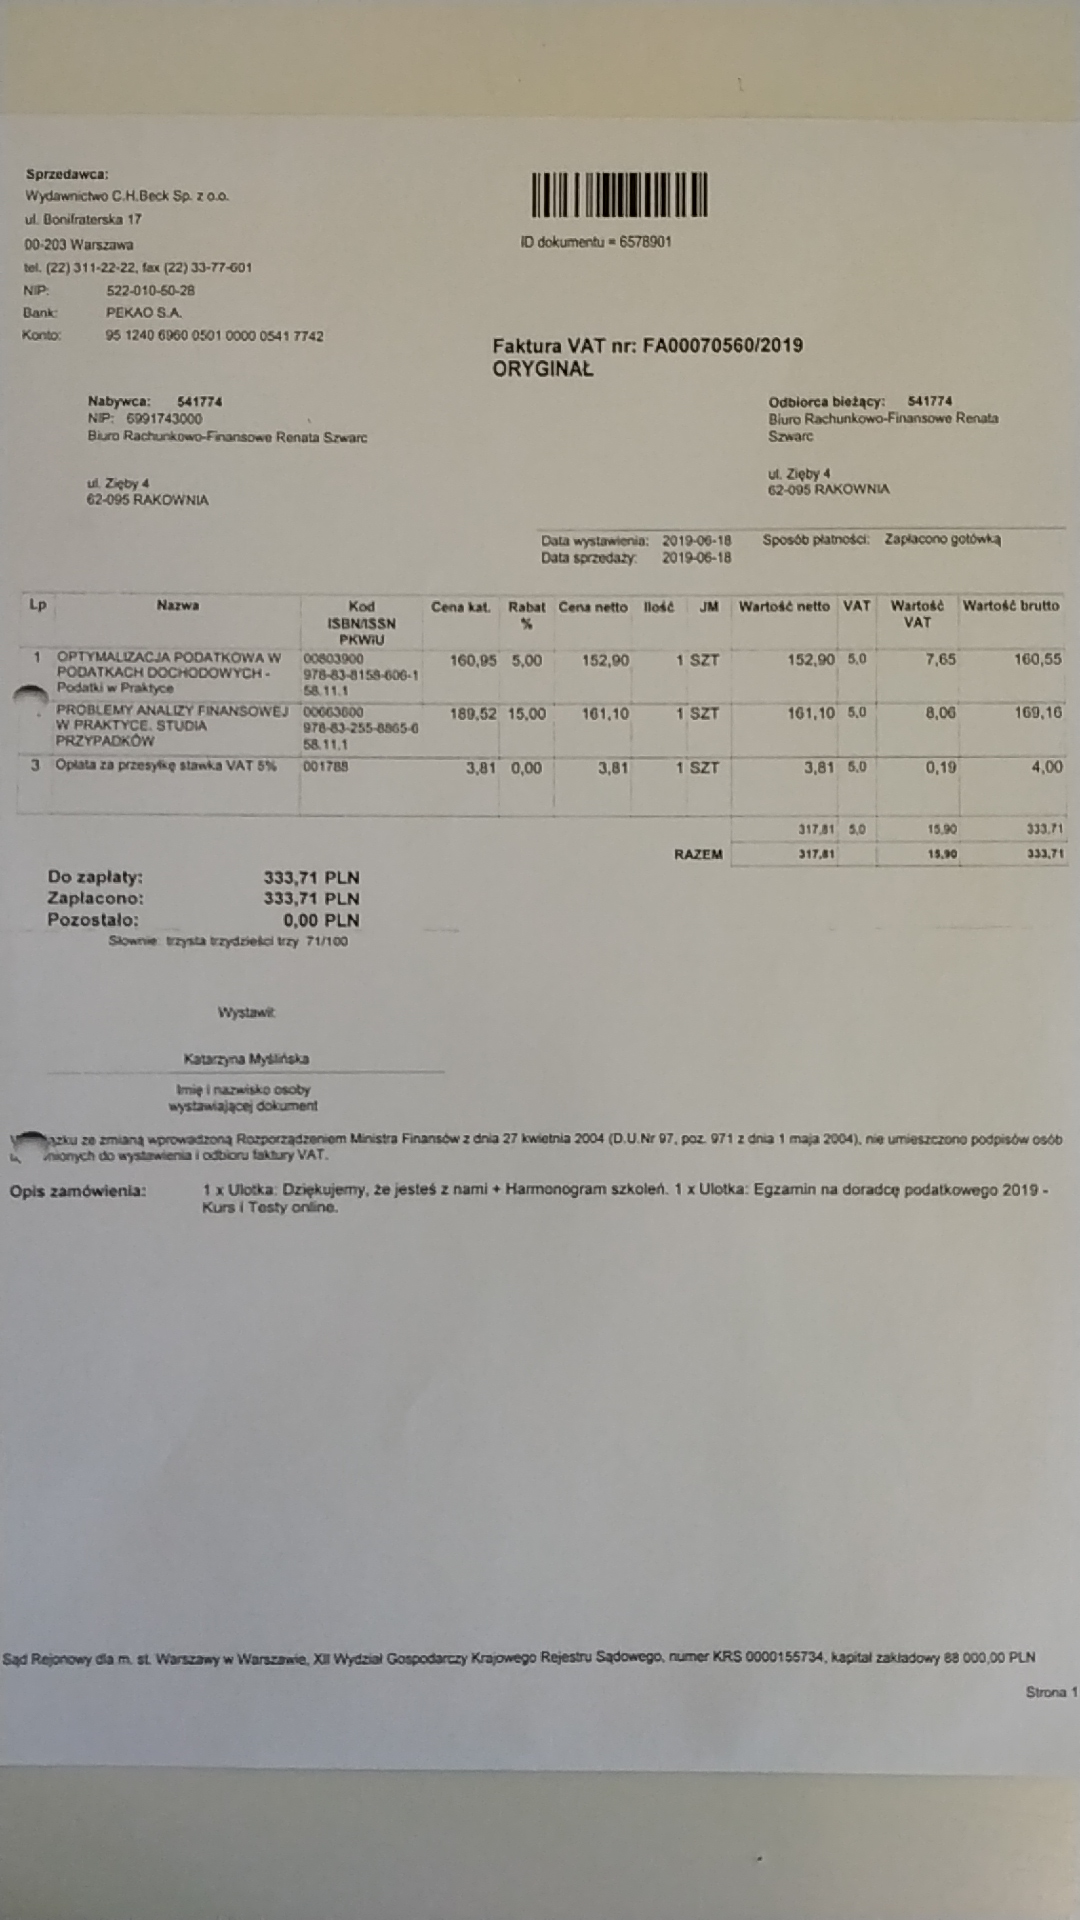 Sprzedawca:
Wydawnictwo C.H.Beck Sp. z o.o.
ul. Bonifraterska 17
00-203 Warszawa
tel. (22) 311-22-22, fax (22) 33-77-601
NIP: 522-010-50-28
Bank: PEKAO S.A.
Konto: 95 1240 6960 0501 0000 0541 7742
ID dokumentu = 6578901
Faktura VAT nr: FA00070560/2019
ORYGINAŁ
Nabywca: 541774
NIP: 6991743000
Biuro Rachunkowo-Finansowe Renata Szwarc
ul. Zięby 4
62-095 RAKOWNIA
Odbiorca bieżący: 541774
Biuro Rachunkowo-Finansowe Renata
Szwarc
ul. Zięby 4
62-095 RAKOWNIA
Data wystawienia: 2019-06-18 Sposób płatności: Zapłacono gotówką
Data sprzedaży: 2019-06-18
Lp Nazwa Kod Cena kat. Rabat Cena netto Ilość JM Wartość netto VAT Wartość Wartość brutto
ISBN/ISSN % VAT
PKWiU
1 OPTYMALIZACJA PODATKOWA W 00803900 160,95 5,00 152,90 1 SZT 152,90 5,0 7,65 160,55
PODATKACH DOCHODOWYCH - 978-83-8158-606-1
Podatki w Praktyce 58.11.1
PROBLEMY ANALIZY FINANSOWEJ 00663800 189,52 15,00 161,10 1 SZT 161,10 5,0 8,06 169,16
W PRAKTYCE. STUDIA 978-83-255-8865-6
PRZYPADKÓW 58.11.1
3 Opłata za przesyłkę stawka VAT 5% 001788 3,81 0,00 3,81 1 SZT 3,81 5,0 0,19 4,00
317,81 5,0 15,90 333,71
RAZEM 317,81 15,90 333,71
Do zapłaty: 333,71 PLN
Zapłacono: 333,71 PLN
Pozostało: 0,00 PLN
Słownie: trzysta trzydzieści trzy 71/100
Wystawił:
Katarzyna Myślińska
Imię i nazwisko osoby
wystawiającej dokument
ze zmianą wprowadzoną Rozporządzeniem Ministra Finansów z dnia 27 kwietnia 2004 (D.U.Nr 97, poz. 971 z dnia 1 maja 2004), nie umieszczono podpisów osób
do wystawienia i odbioru faktury VAT.
Opis zamówienia: 1 x Ulotka: Dziękujemy, że jesteś z nami + Harmonogram szkoleń. 1 x Ulotka: Egzamin na doradcę podatkowego 2019 -
Kurs i Testy online.
Sąd Rejonowy dla m. st. Warszawy w Warszawie, XII Wydział Gospodarczy Krajowego Rejestru Sądowego, numer KRS 0000155734, kapitał zakładowy 88 000,00 PLN
Strona 1